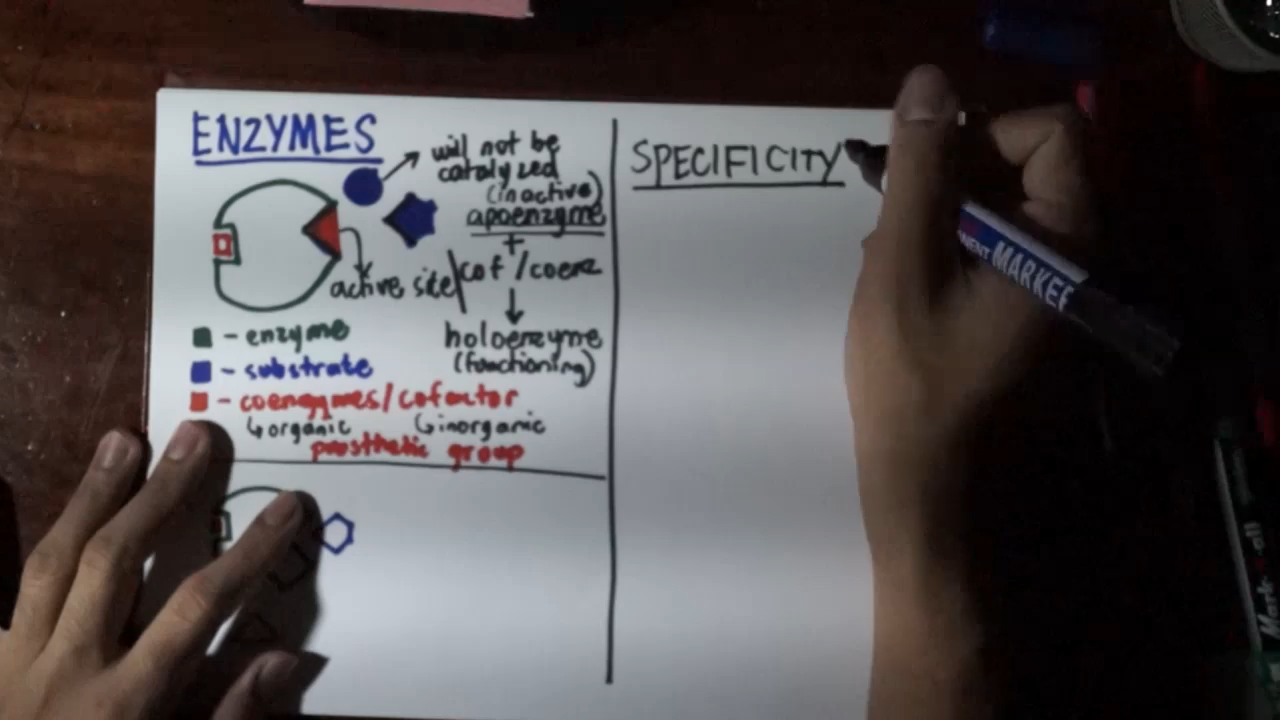 ENZYMES
will not be
catalyzed
(inactive)
apoenzyme
+
cof/coenz
active site
holoenzyme
(functioning)
- enzyme
- substrate
- coenzymes/cofactor
organic
inorganic
prosthetic group
SPECIFICITY
MARKER
Mark